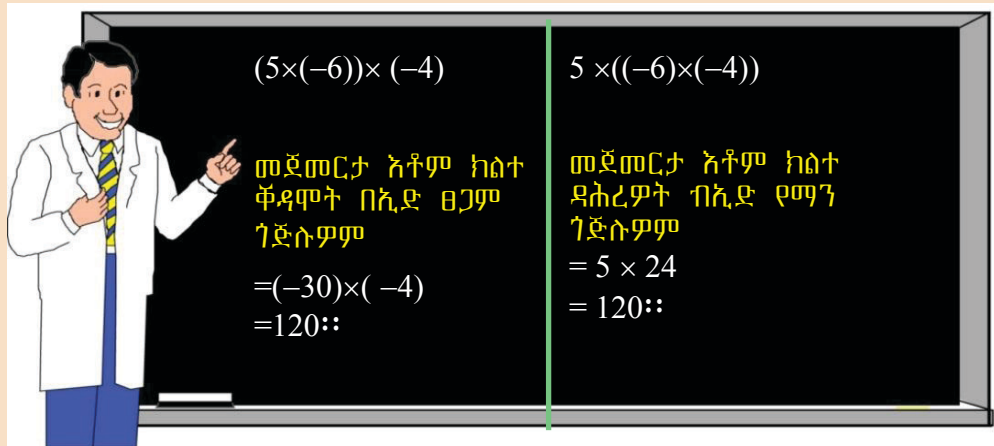 (5×(−6))× (−4)
መጀመርታ እቶም ክልተ
ቐዳሞት በኢድ ፀጋም
ጎጅሉዎም
=(−30)×( −4)
=120።
5 ×((−6)×(−4))
መጀመርታ እቶም ክልተ
ዳሕረዎት ብኢድ የማን
ጎጅሉዎም
= 5 × 24
= 120።